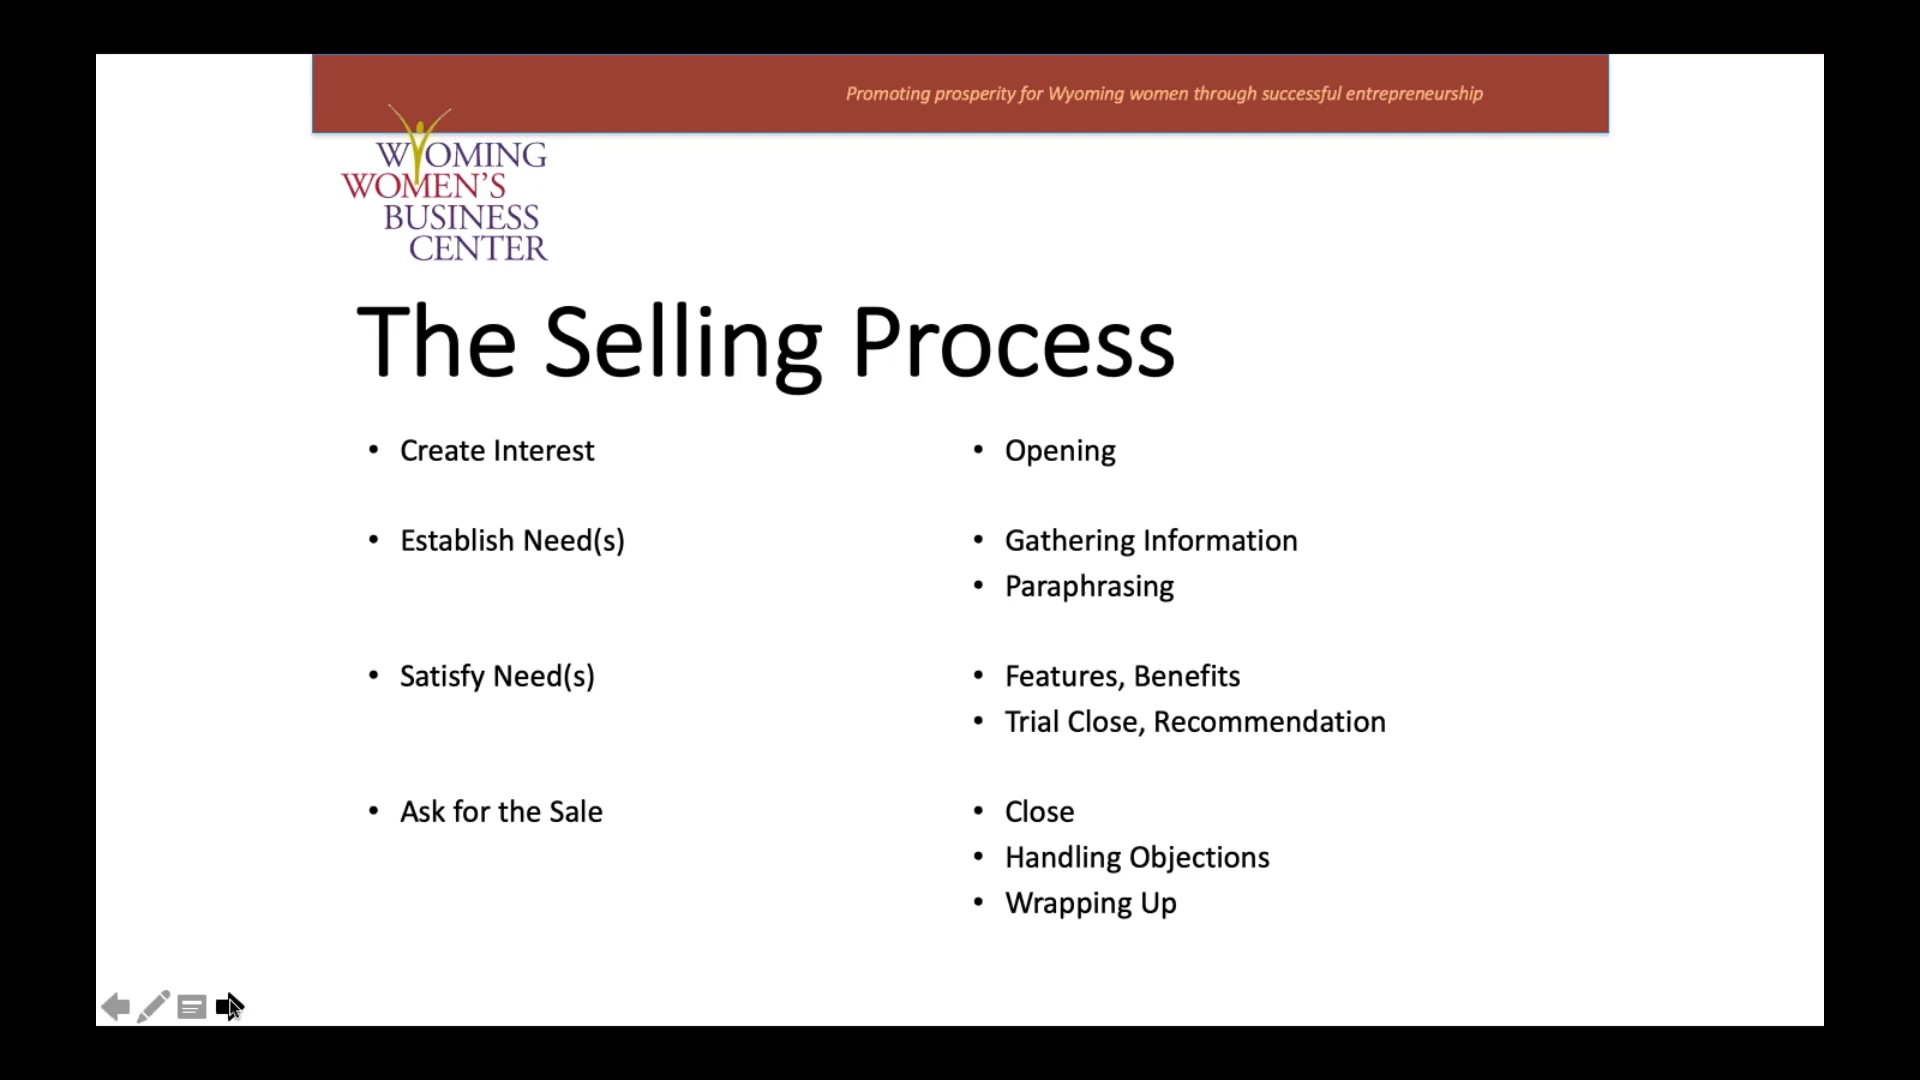 Promoting prosperity for Wyoming women through successful entrepreneurship
WYOMING
WOMEN'S
BUSINESS
CENTER
The Selling Process
• Create Interest
• Opening
• Establish Need(s)
• Gathering Information
• Paraphrasing
• Satisfy Need(s)
• Features, Benefits
• Trial Close, Recommendation
• Ask for the Sale
• Close
• Handling Objections
• Wrapping Up